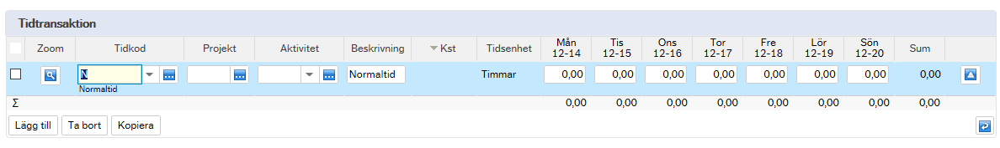 Tidtransaktion
Zoom Tidkod Projekt Aktivitet Beskrivning Kst Tidsenhet Mån 12-14 Tis 12-15 Ons 12-16 Tor 12-17 Fre 12-18 Lör 12-19 Sön 12-20 Sum
N ... ... ... Normaltid Timmar 0,00 0,00 0,00 0,00 0,00 0,00 0,00 0,00
Normaltid
Σ 0,00 0,00 0,00 0,00 0,00 0,00 0,00 0,00
Lägg till Ta bort Kopiera